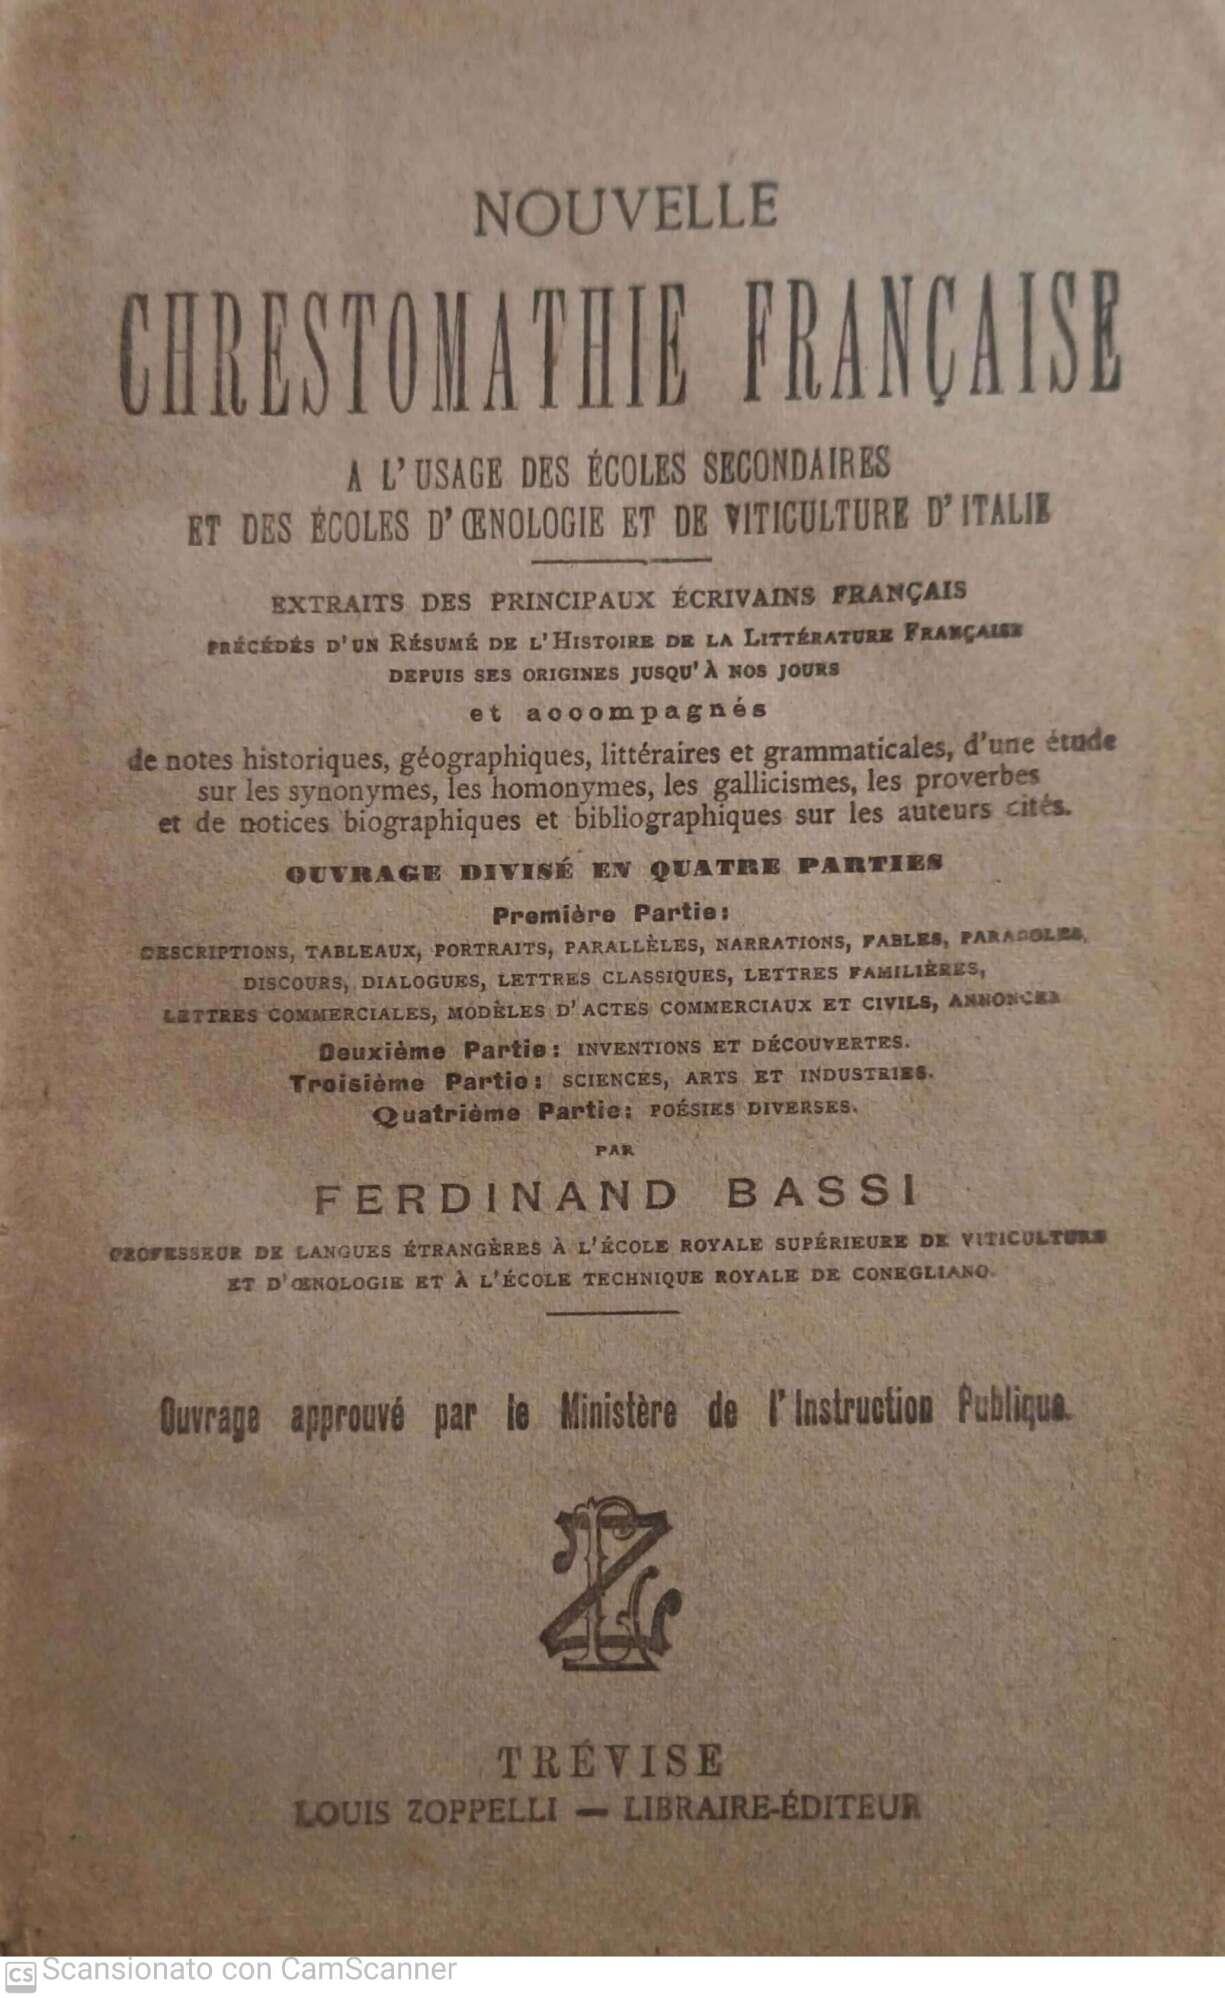 NOUVELLE
CHRESTOMATHIE FRANÇAISE
A L'USAGE DES ÉCOLES SECONDAIRES
ET DES ÉCOLES D'ŒNOLOGIE ET DE VITICULTURE D'ITALIE
EXTRAITS DES PRINCIPAUX ÉCRIVAINS FRANÇAIS
PRÉCÉDÉS D'UN RÉSUMÉ DE L'HISTOIRE DE LA LITTÉRATURE FRANÇAISE
DEPUIS SES ORIGINES JUSQU'À NOS JOURS
et accompagnés
de notes historiques, géographiques, littéraires et grammaticales, d'une étude
sur les synonymes, les homonymes, les gallicismes, les proverbes
et de notices biographiques et bibliographiques sur les auteurs cités.
OUVRAGE DIVISÉ EN QUATRE PARTIES
Première Partie:
DESCRIPTIONS, TABLEAUX, PORTRAITS, PARALLÈLES, NARRATIONS, FABLES, PARABOLES,
DISCOURS, DIALOGUES, LETTRES CLASSIQUES, LETTRES FAMILIÈRES,
LETTRES COMMERCIALES, MODÈLES D'ACTES COMMERCIAUX ET CIVILS, ANNONCES
Deuxième Partie: INVENTIONS ET DÉCOUVERTES.
Troisième Partie: SCIENCES, ARTS ET INDUSTRIES.
Quatrième Partie: POÉSIES DIVERSES.
PAR
FERDINAND BASSI
PROFESSEUR DE LANGUES ÉTRANGÈRES À L'ÉCOLE ROYALE SUPÉRIEURE DE VITICULTURE
ET D'ŒNOLOGIE ET À L'ÉCOLE TECHNIQUE ROYALE DE CONEGLIANO.
Ouvrage approuvé par le Ministère de l'Instruction Publique.
LZ
TRÉVISE
LOUIS ZOPPELLI — LIBRAIRE-ÉDITEUR
CS Scansionato con CamScanner